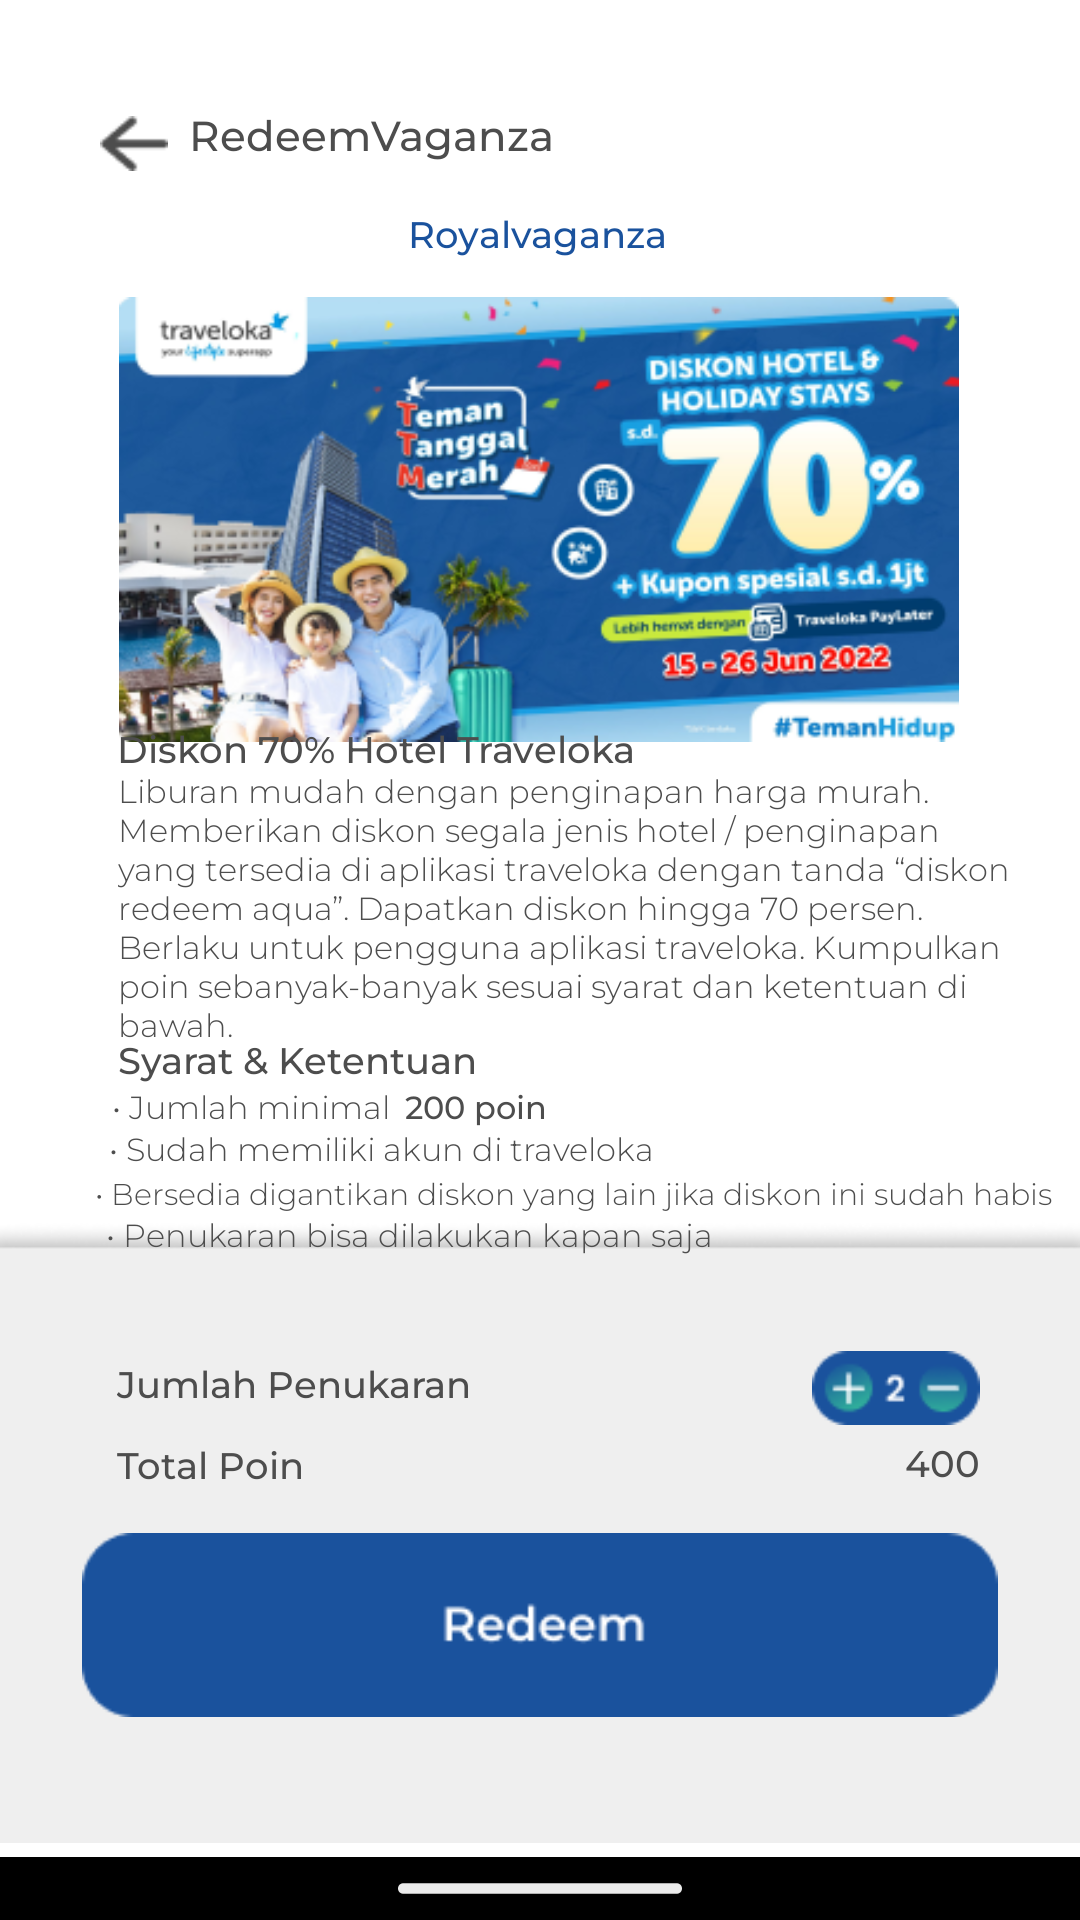 RedeemVaganza
Royalvaganza
traveloka
your lifestyle superapp
Teman
Tanggal
Merah
DISKON HOTEL &
HOLIDAY STAYS
s.d.
70%
+ Kupon spesial s.d. 1jt
Lebih hemat dengan Traveloka PayLater
15 - 26 Jun 2022
#TemanHidup
Diskon 70% Hotel Traveloka
Liburan mudah dengan penginapan harga murah.
Memberikan diskon segala jenis hotel / penginapan
yang tersedia di aplikasi traveloka dengan tanda “diskon
redeem aqua”. Dapatkan diskon hingga 70 persen.
Berlaku untuk pengguna aplikasi traveloka. Kumpulkan
poin sebanyak-banyak sesuai syarat dan ketentuan di
bawah.
Syarat & Ketentuan
• Jumlah minimal 200 poin
• Sudah memiliki akun di traveloka
• Bersedia digantikan diskon yang lain jika diskon ini sudah habis
• Penukaran bisa dilakukan kapan saja
Jumlah Penukaran + 2 −
Total Poin 400
Redeem